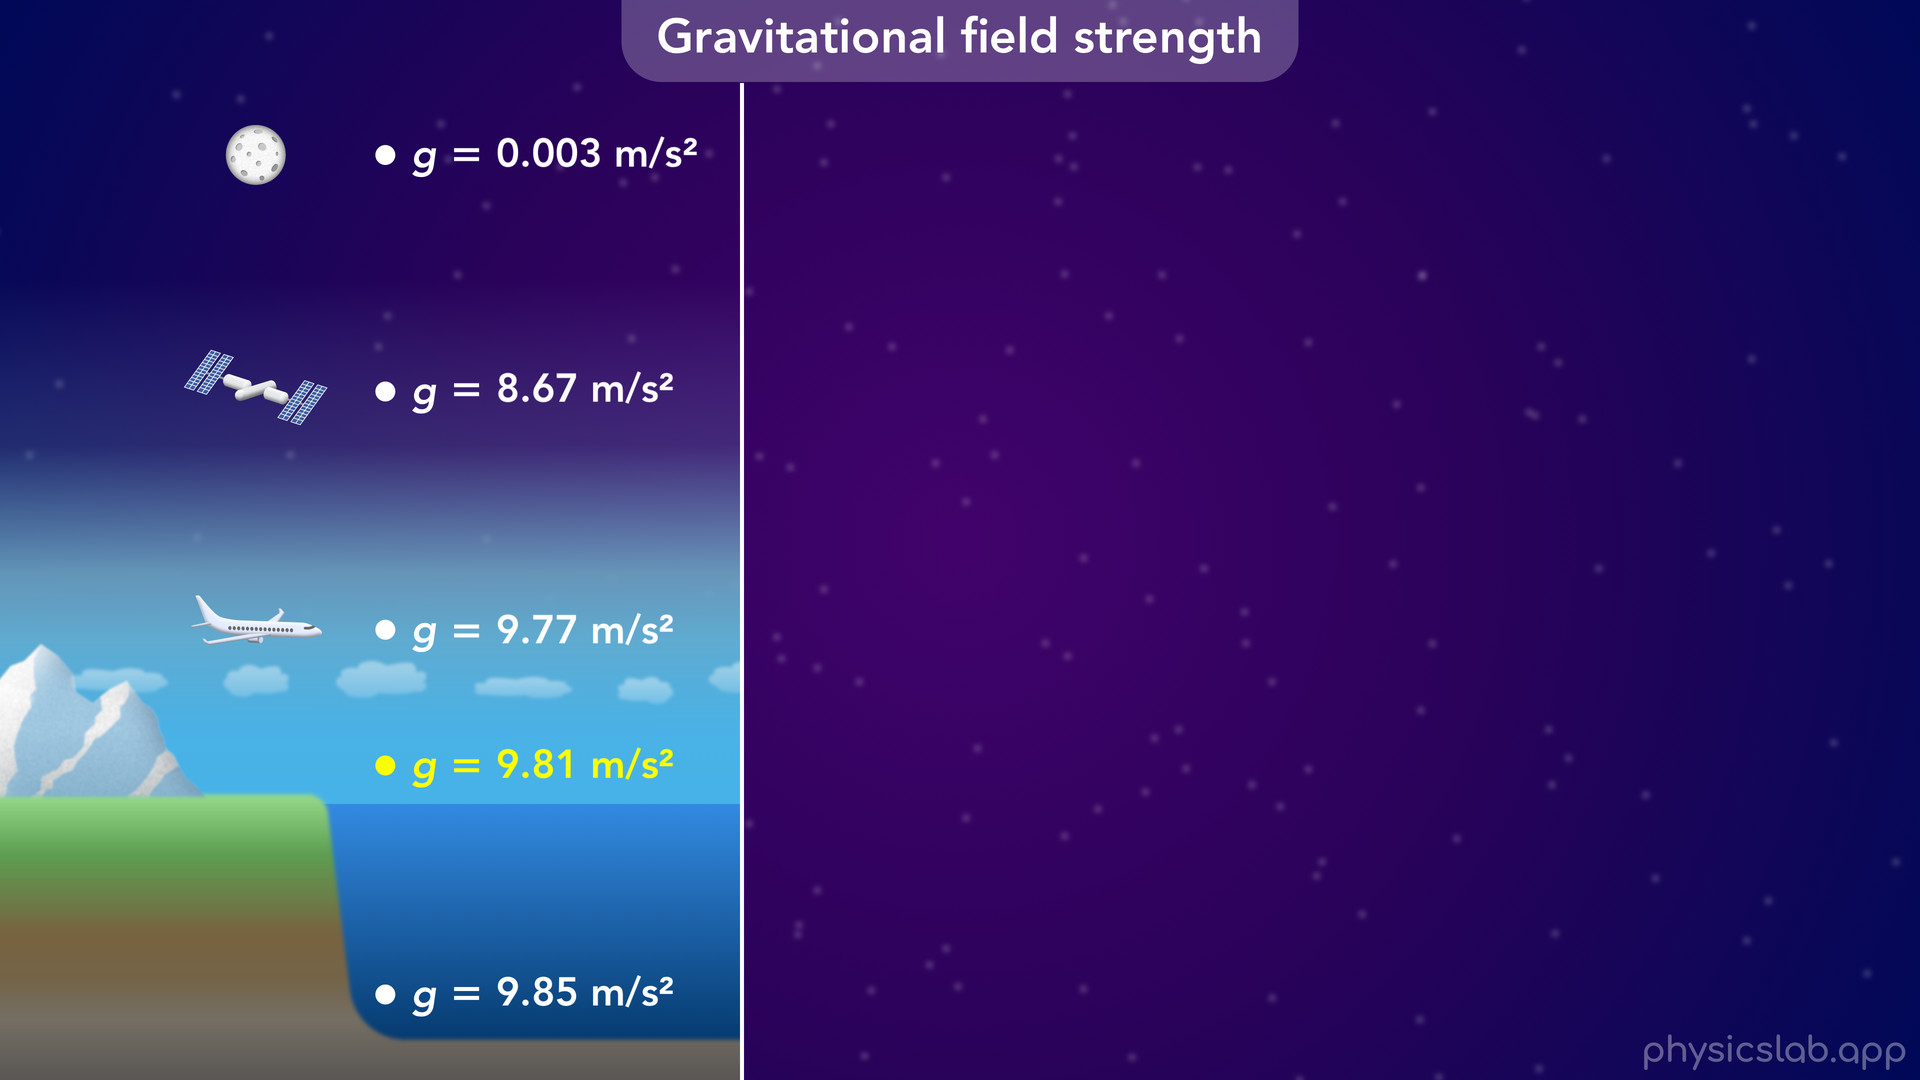 Gravitational field strength
g = 0.003 m/s²
g = 8.67 m/s²
g = 9.77 m/s²
g = 9.81 m/s²
g = 9.85 m/s²
physicslab.app